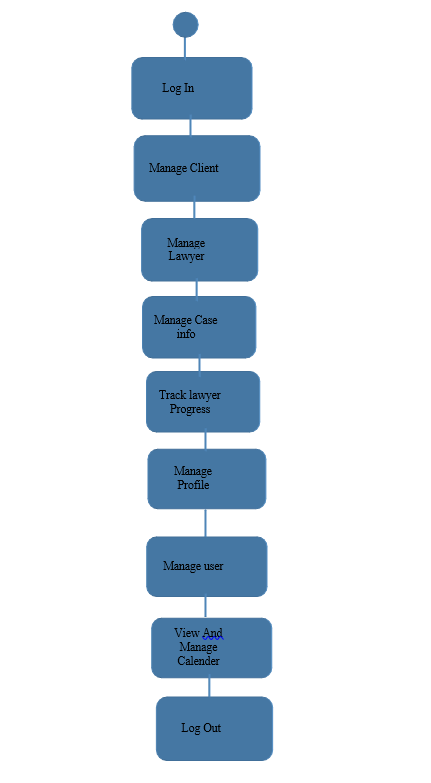 Log In
Manage Client
Manage
Lawyer
Manage Case
info
Track lawyer
Progress
Manage
Profile
Manage user
View And
Manage
Calender
Log Out